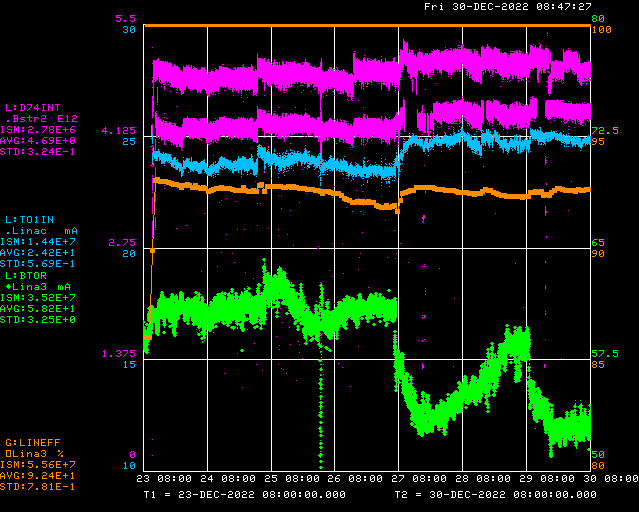 Fri 30-DEC-2022 08:47:27
5.5 80
30 100
L:D74INT
.Bstr2 E12
ISM:2.78E+6
AVG:4.69E+0
STD:3.24E-1
4.125 72.5
25 95
L:TO1IN
.Linac mA
ISM:1.44E+7
AVG:2.42E+1
STD:5.69E-1
2.75 65
20 90
L:BTOR
◆Lina3 mA
ISM:3.52E+7
AVG:5.82E+1
STD:3.25E+0
1.375 52.5
15 85
G:LINEFF
□Lina3 %
ISM:5.56E+7
AVG:9.24E+1
STD:7.81E-1
0 50
10 80
23 08:00 24 08:00 25 08:00 26 08:00 27 08:00 28 08:00 29 08:00 30 08:00
T1 = 23-DEC-2022 08:00:00.000 T2 = 30-DEC-2022 08:00:00.000